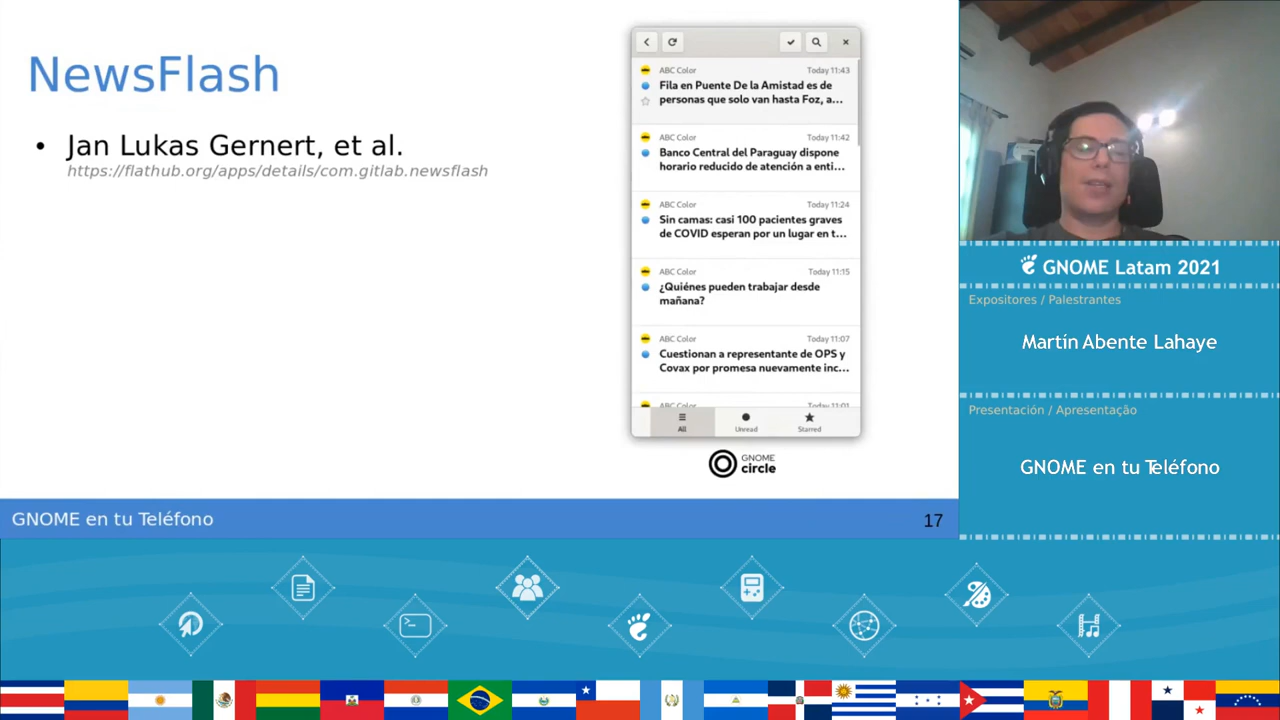 NewsFlash
• Jan Lukas Gernert, et al.
https://flathub.org/apps/details/com.gitlab.newsflash
ABC Color Today 11:43
Fila en Puente De la Amistad es de
personas que solo van hasta Foz, a...
ABC Color Today 11:42
Banco Central del Paraguay dispone
horario reducido de atención a enti...
ABC Color Today 11:24
Sin camas: casi 100 pacientes graves
de COVID esperan por un lugar en t...
ABC Color Today 11:15
¿Quiénes pueden trabajar desde
mañana?
ABC Color Today 11:07
Cuestionan a representante de OPS y
Covax por promesa nuevamente inc...
ABC Color Today 11:01
All Unread Starred
GNOME
circle
GNOME en tu Teléfono 17
GNOME Latam 2021
Expositores / Palestrantes
Martín Abente Lahaye
Presentación / Apresentação
GNOME en tu Teléfono